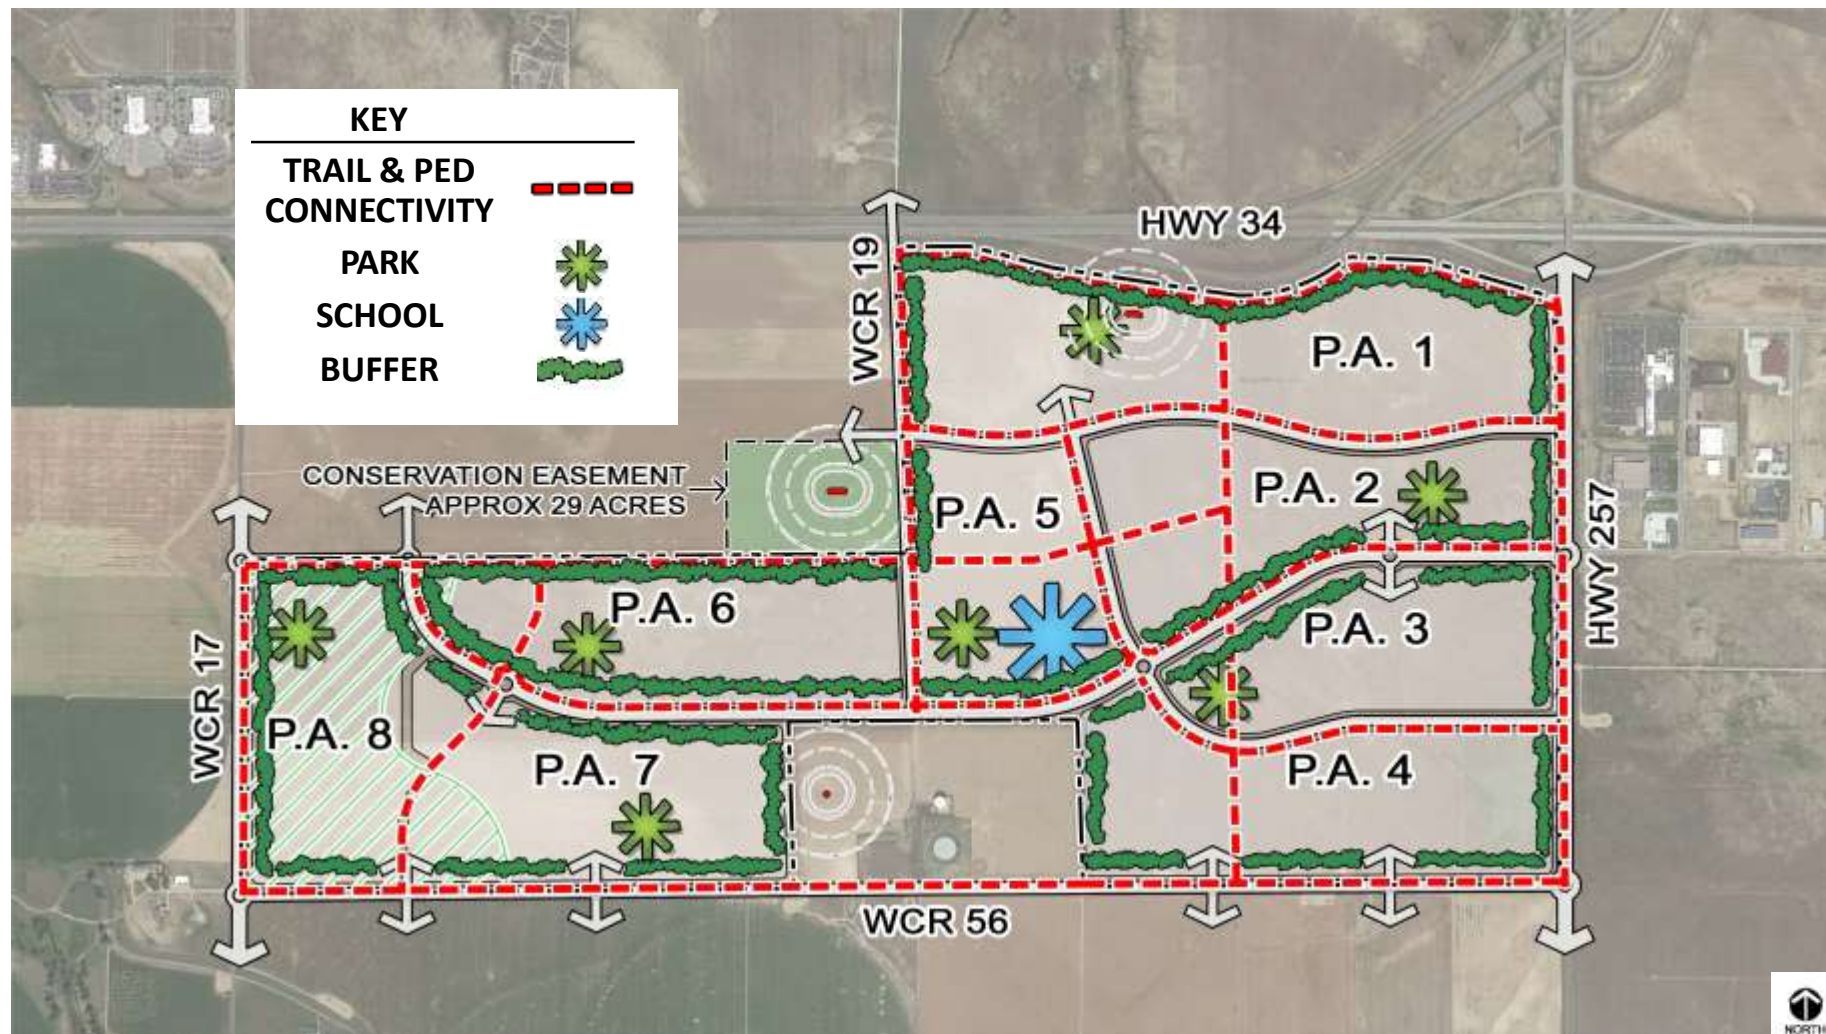 KEY
TRAIL & PED
CONNECTIVITY
PARK
SCHOOL
BUFFER
HWY 34
WCR 19
P.A. 1
CONSERVATION EASEMENT
APPROX 29 ACRES
P.A. 5
P.A. 2
HWY 257
P.A. 6
P.A. 3
WCR 17
P.A. 8
P.A. 7
P.A. 4
WCR 56
NORTH